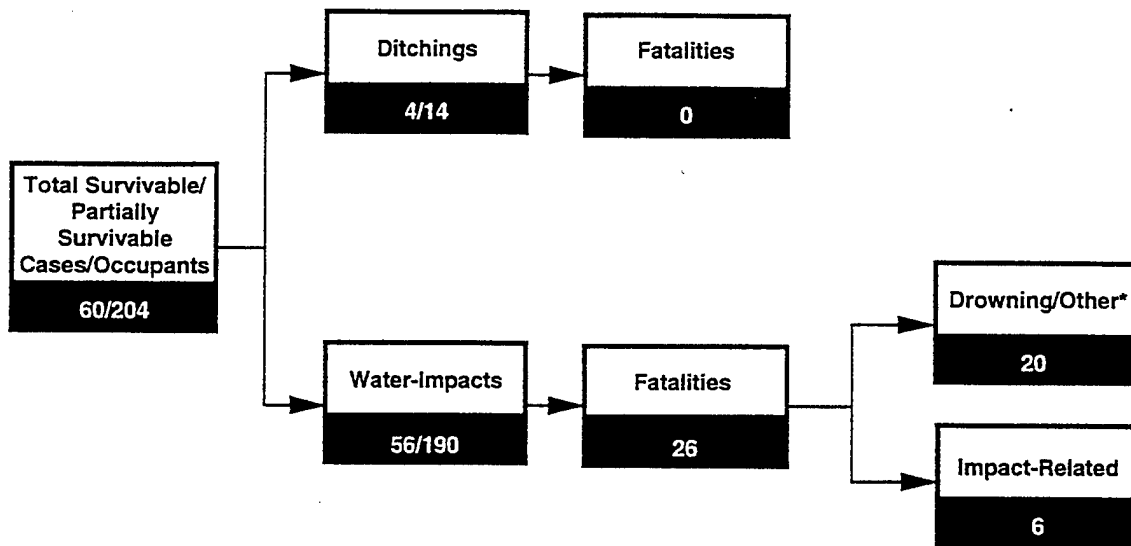 Ditchings
4/14
Fatalities
0
Total Survivable/
Partially
Survivable
Cases/Occupants
60/204
Water-Impacts
56/190
Fatalities
26
Drowning/Other*
20
Impact-Related
6